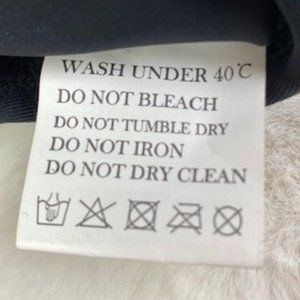 WASH UNDER 40℃
DO NOT BLEACH
DO NOT TUMBLE DRY
DO NOT IRON
DO NOT DRY CLEAN